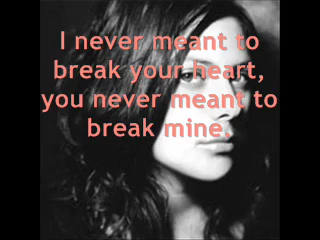 I never meant to
break your heart,
you never meant to
break mine.